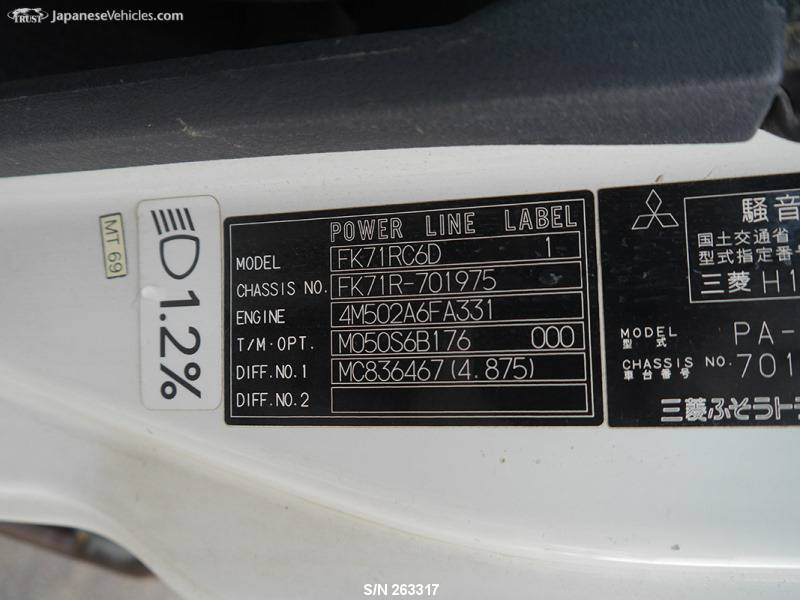 TRUST JapaneseVehicles.com
MT 69
1.2%
POWER LINE LABEL
MODEL FK71RC6D 1
CHASSIS NO. FK71R-701975
ENGINE 4M502A6FA331
T/M·OPT. M050S6B176 000
DIFF.NO.1 MC836467(4.875)
DIFF.NO.2
騒音
国土交通省
型式指定番号
三菱 H1
MODEL PA-
型式
CHASSIS NO. 701
車台番号
三菱ふそうトラ
S/N 263317